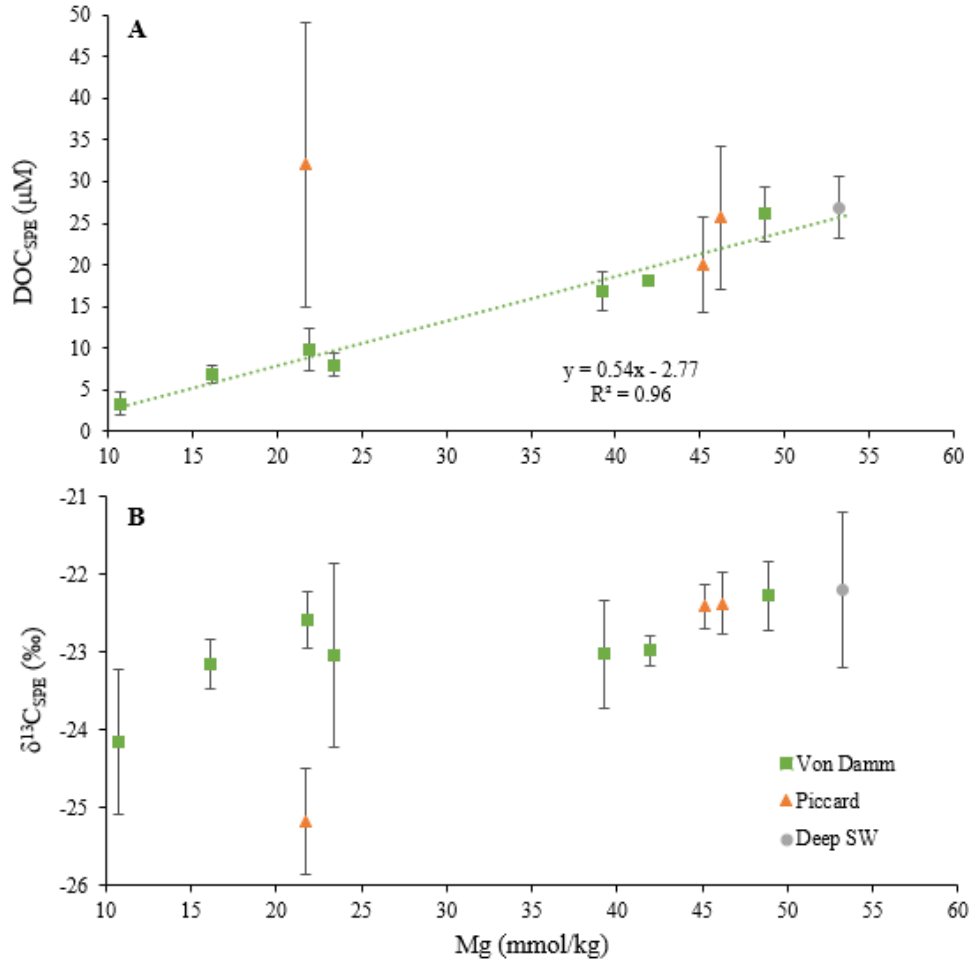 A
DOC_SPE (μM)
50
45
40
35
30
25
20
15
10
5
0
y = 0.54x - 2.77
R² = 0.96
10 15 20 25 30 35 40 45 50 55 60
B
δ¹³C_SPE (‰)
-21
-22
-23
-24
-25
-26
Von Damm
Piccard
Deep SW
10 15 20 25 30 35 40 45 50 55 60
Mg (mmol/kg)